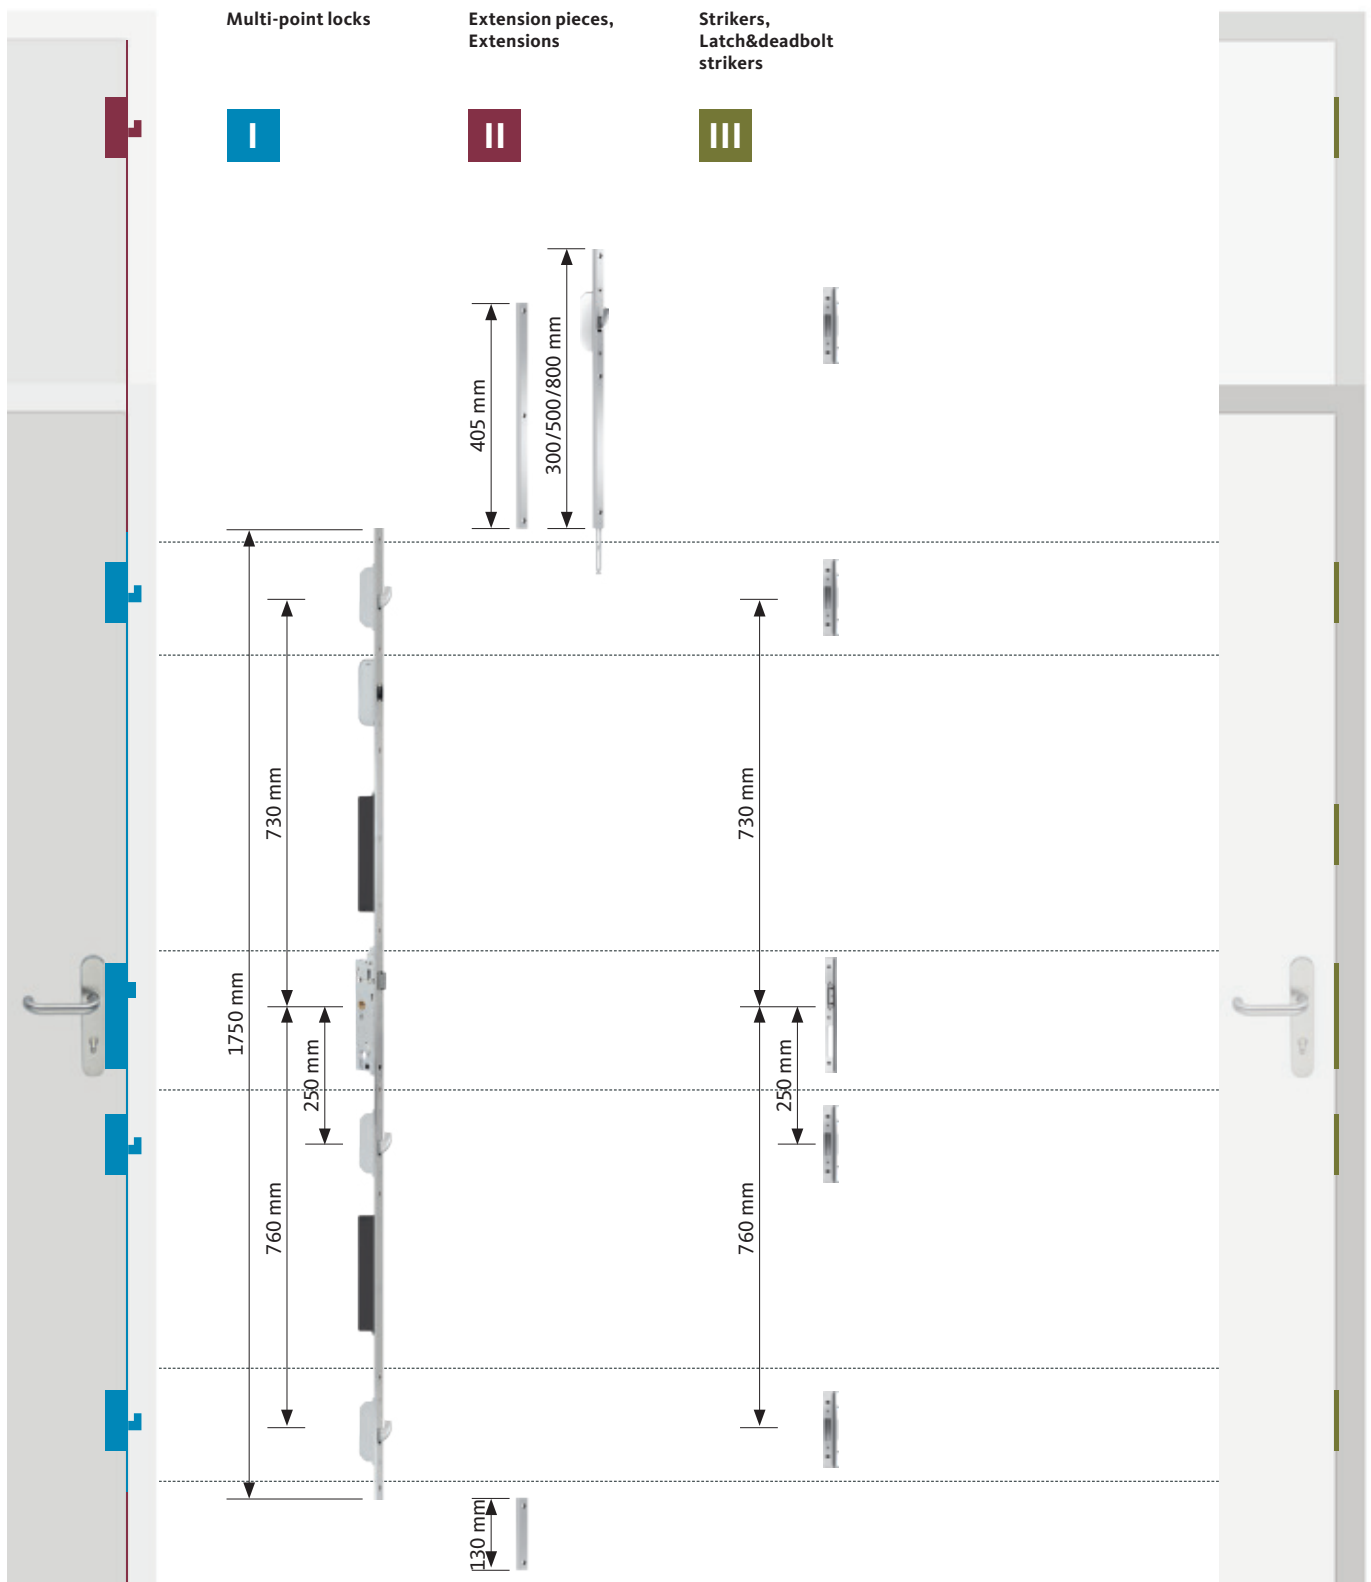 Multi-point locks
Extension pieces,
Extensions
Strikers,
Latch&deadbolt
strikers
I
II
III
405 mm
300/500/800 mm
1750 mm
730 mm
250 mm
760 mm
730 mm
250 mm
760 mm
130 mm